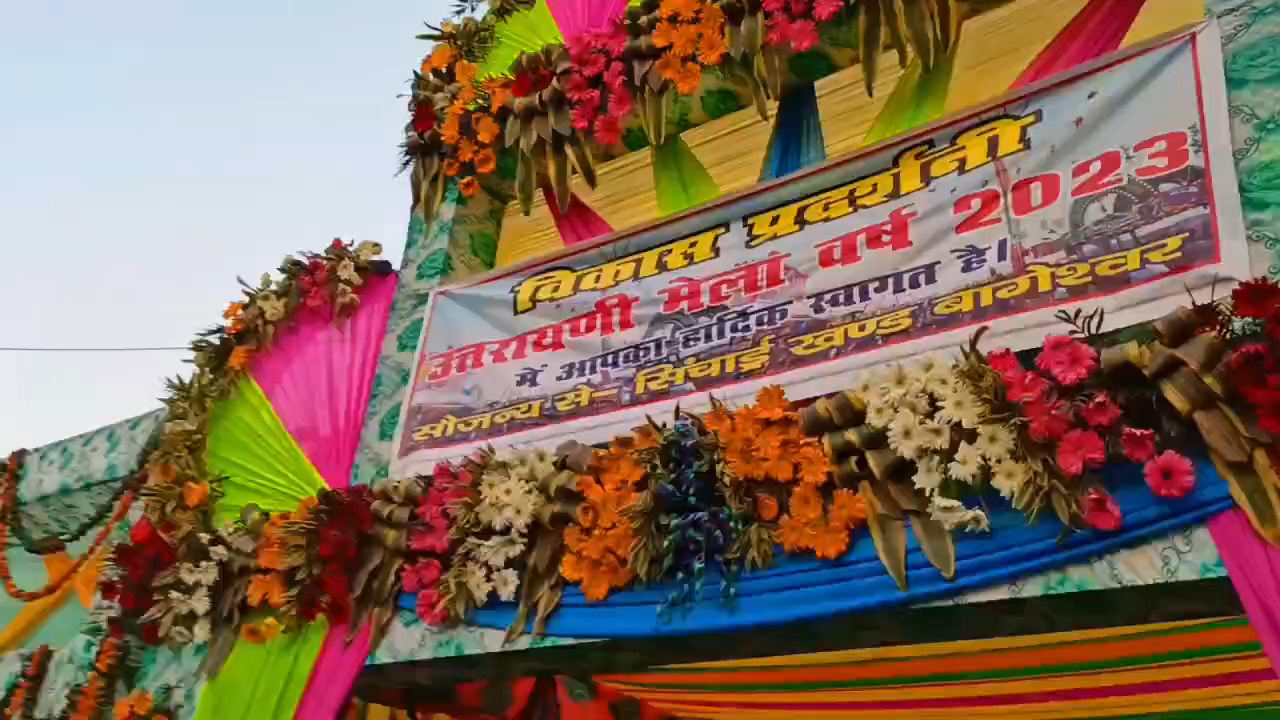 विकास प्रदर्शनी
उत्तरायणी मेला वर्ष 2023
में आपका हार्दिक स्वागत है।
सौजन्य से- सिंचाई खण्ड बागेश्वर